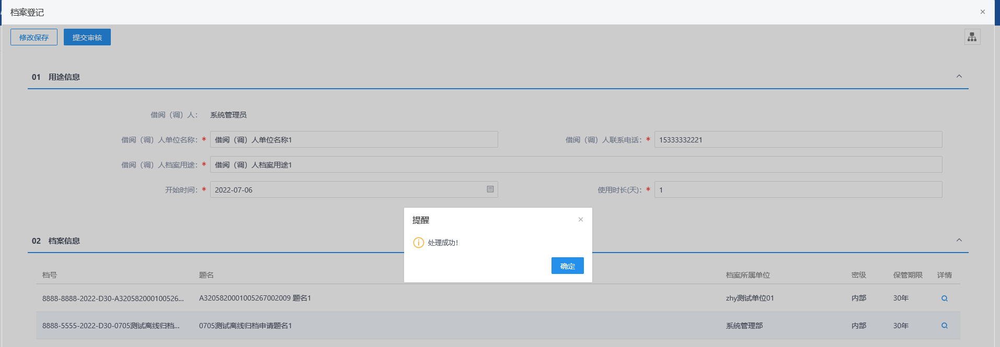 档案登记
修改保存 提交审核
01 用途信息
借阅（调）人： 系统管理员
借阅（调）人单位名称：* 借阅（调）人单位名称1 借阅（调）人联系电话：* 15333332221
借阅（调）人档案用途：* 借阅（调）人档案用途1
开始时间：* 2022-07-06 使用时长(天)：* 1
提醒
处理成功!
确定
02 档案信息
档号 题名 档案所属单位 密级 保管期限 详情
8888-8888-2022-D30-A320582000100526... A3205820001005267002009 题名1 zhy测试单位01 内部 30年
8888-5555-2022-D30-0705测试离线归档... 0705测试离线归档申请题名1 系统管理部 内部 30年